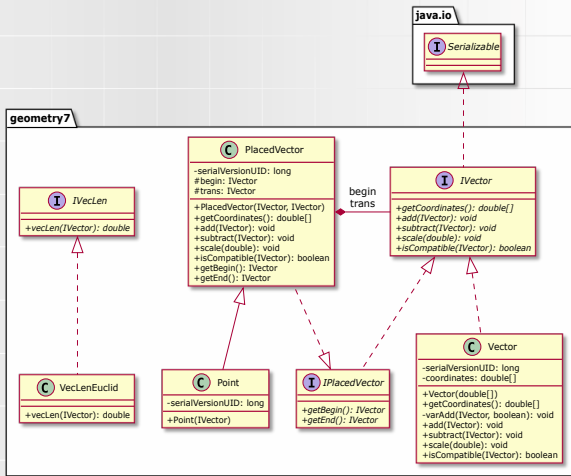 java.io
I Serializable
geometry7
C PlacedVector
-serialVersionUID: long
#begin: IVector
#trans: IVector
+PlacedVector(IVector, IVector)
+getCoordinates(): double[]
+add(IVector): void
+subtract(IVector): void
+scale(double): void
+isCompatible(IVector): boolean
+getBegin(): IVector
+getEnd(): IVector
begin
trans
I IVector
+getCoordinates(): double[]
+add(IVector): void
+subtract(IVector): void
+scale(double): void
+isCompatible(IVector): boolean
I IVecLen
+vecLen(IVector): double
C VecLenEuclid
+vecLen(IVector): double
C Point
-serialVersionUID: long
+Point(IVector)
I IPlacedVector
+getBegin(): IVector
+getEnd(): IVector
C Vector
-serialVersionUID: long
-coordinates: double[]
+Vector(double[])
+getCoordinates(): double[]
-varAdd(IVector, boolean): void
+add(IVector): void
+subtract(IVector): void
+scale(double): void
+isCompatible(IVector): boolean